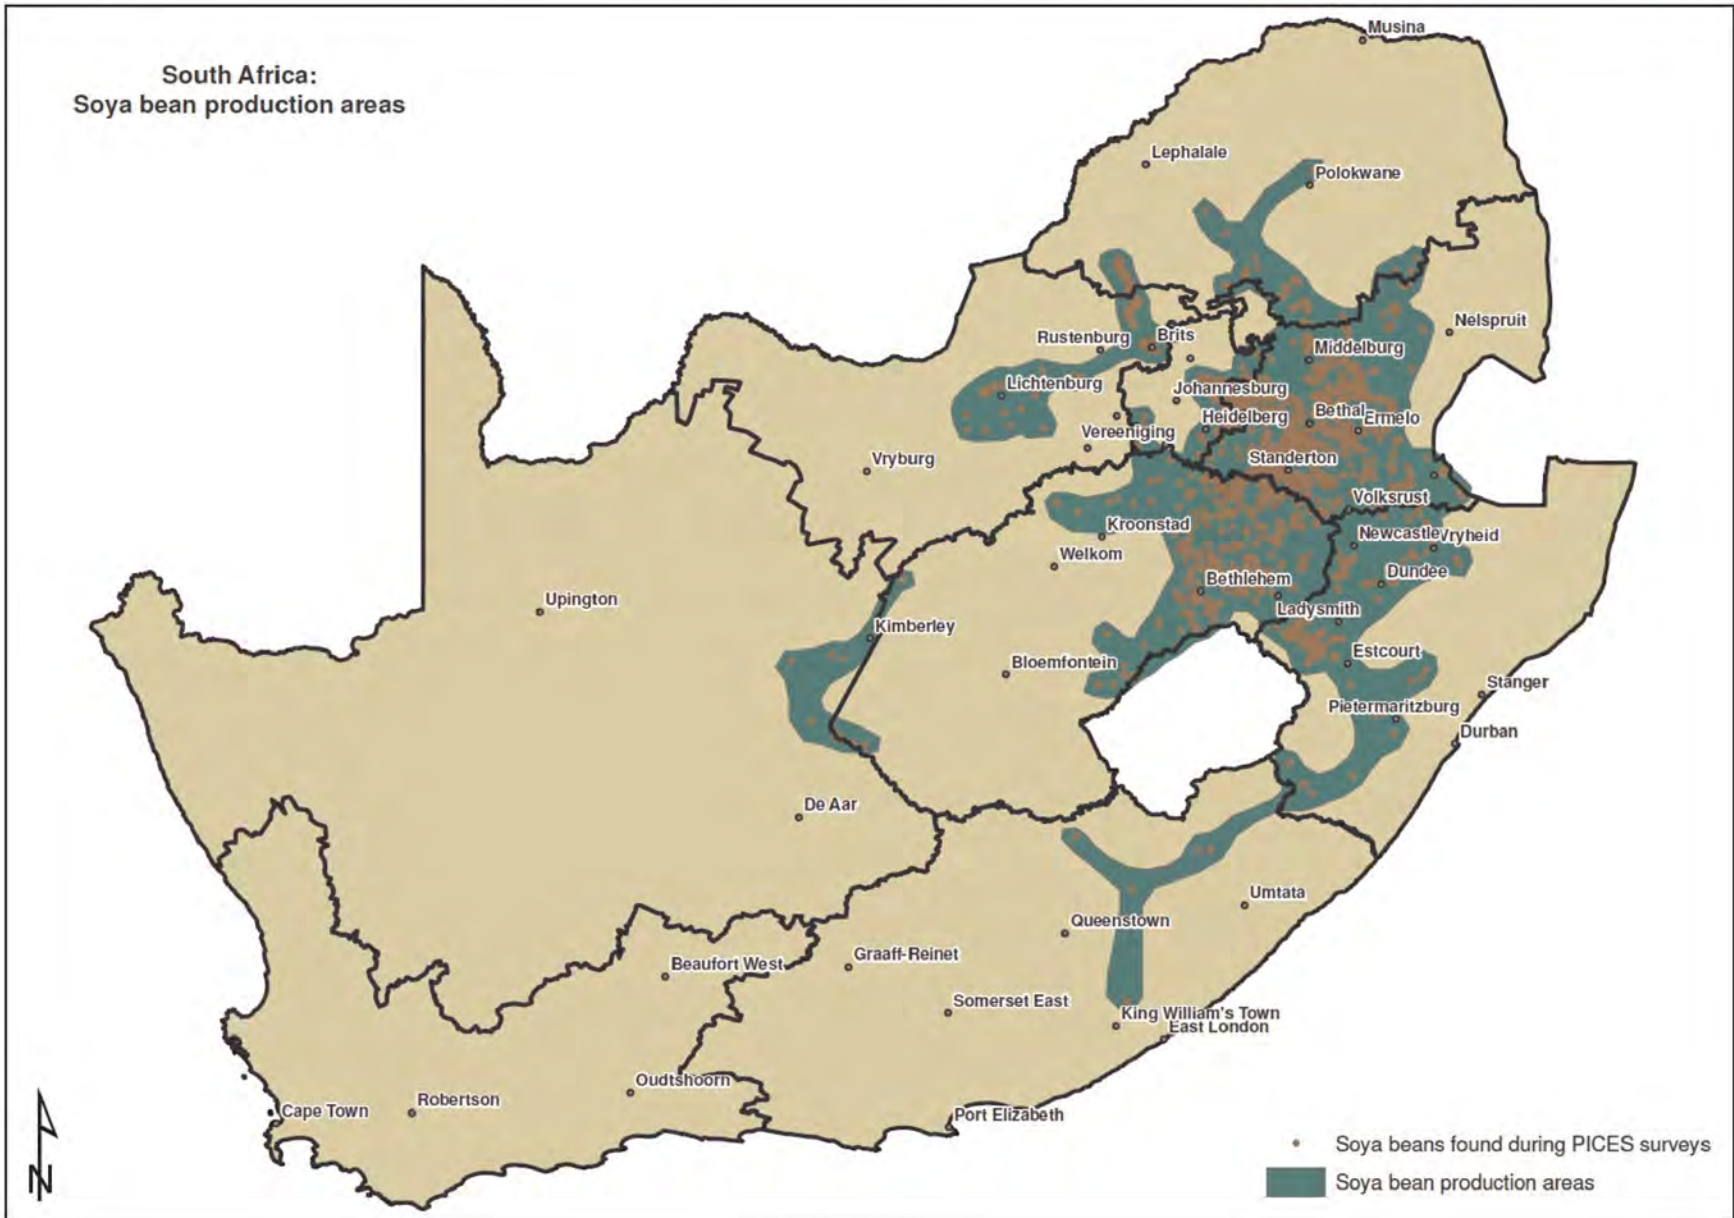 South Africa:
Soya bean production areas
Musina
Lephalale
Polokwane
Nelspruit
Rustenburg
Brits
Middelburg
Lichtenburg
Johannesburg
Heidelberg
Bethal
Ermelo
Vereeniging
Vryburg
Standerton
Volksrust
Kroonstad
Newcastle
Vryheid
Welkom
Dundee
Bethlehem
Upington
Ladysmith
Kimberley
Estcourt
Bloemfontein
Stanger
Pietermaritzburg
Durban
De Aar
Umtata
Queenstown
Graaff-Reinet
Beaufort West
Somerset East
King William's Town
East London
Oudtshoorn
Robertson
Cape Town
Port Elizabeth
Soya beans found during PICES surveys
Soya bean production areas
N